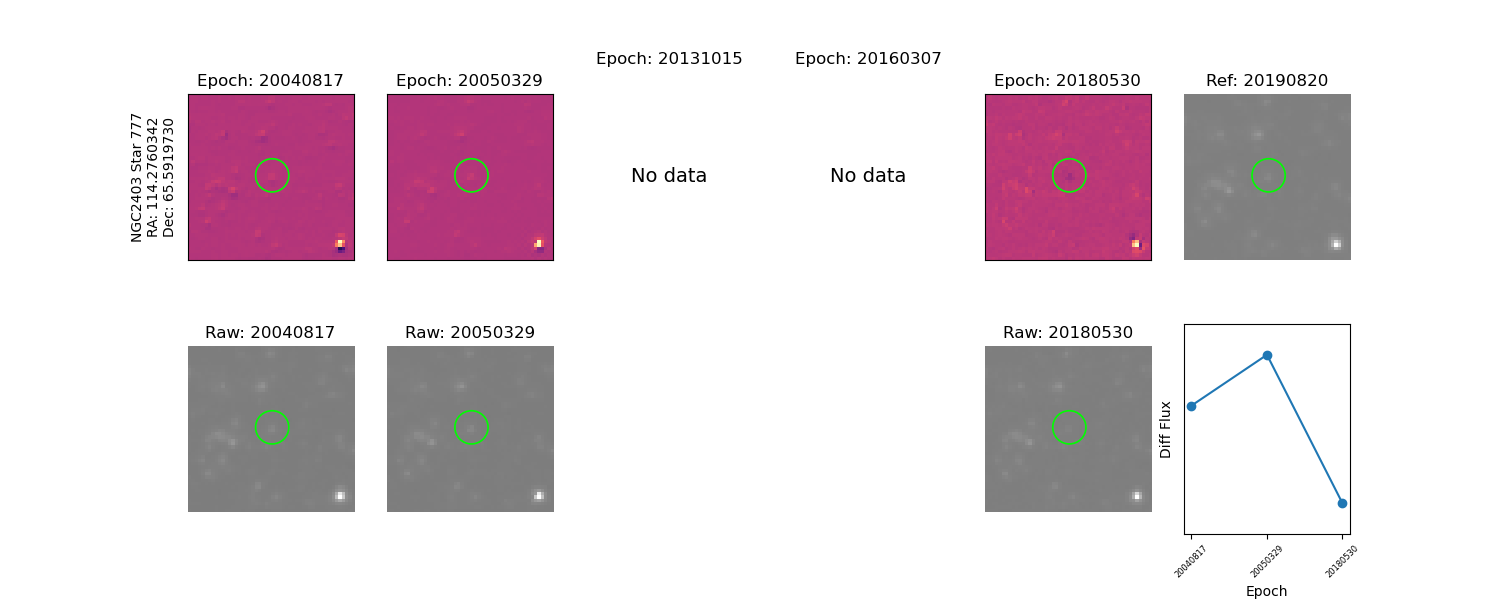 Epoch: 20131015
Epoch: 20160307
Epoch: 20040817
Epoch: 20050329
Epoch: 20180530
Ref: 20190820
NGC2403 Star 777
RA: 114.2760342
Dec: 65.5919730
No data
No data
Raw: 20040817
Raw: 20050329
Raw: 20180530
Diff Flux
20040817
20050329
20180530
Epoch